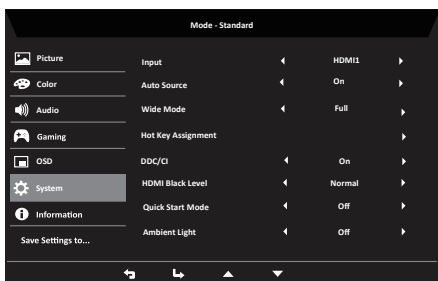 Mode - Standard
Picture
Color
Audio
Gaming
OSD
System
Information
Save Settings to...
Input HDMI1
Auto Source On
Wide Mode Full
Hot Key Assignment
DDC/CI On
HDMI Black Level Normal
Quick Start Mode Off
Ambient Light Off